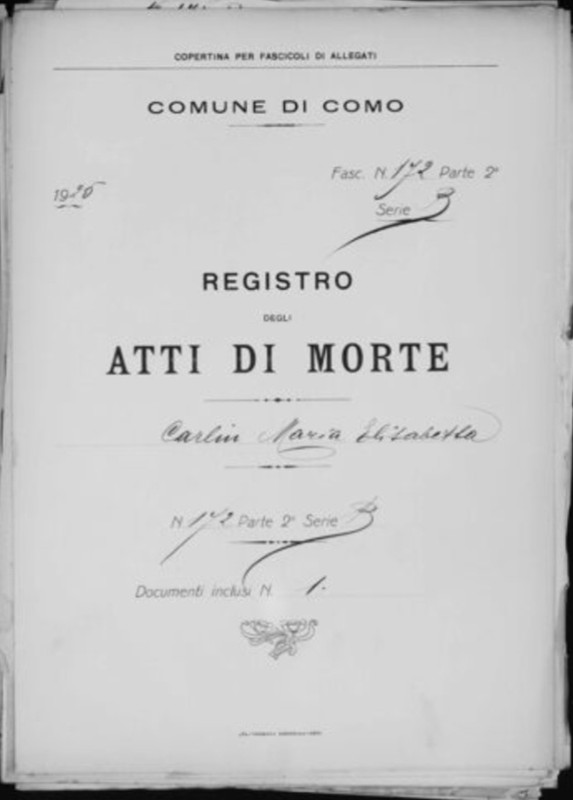 COPERTINA PER FASCICOLI DI ALLEGATI
COMUNE DI COMO
Fasc. N. 172 Parte 2ª
19
Serie B
REGISTRO
DEGLI
ATTI DI MORTE
Carlin Maria Elisabetta
N 172 Parte 2ª Serie B
Documenti inclusi N. 1.